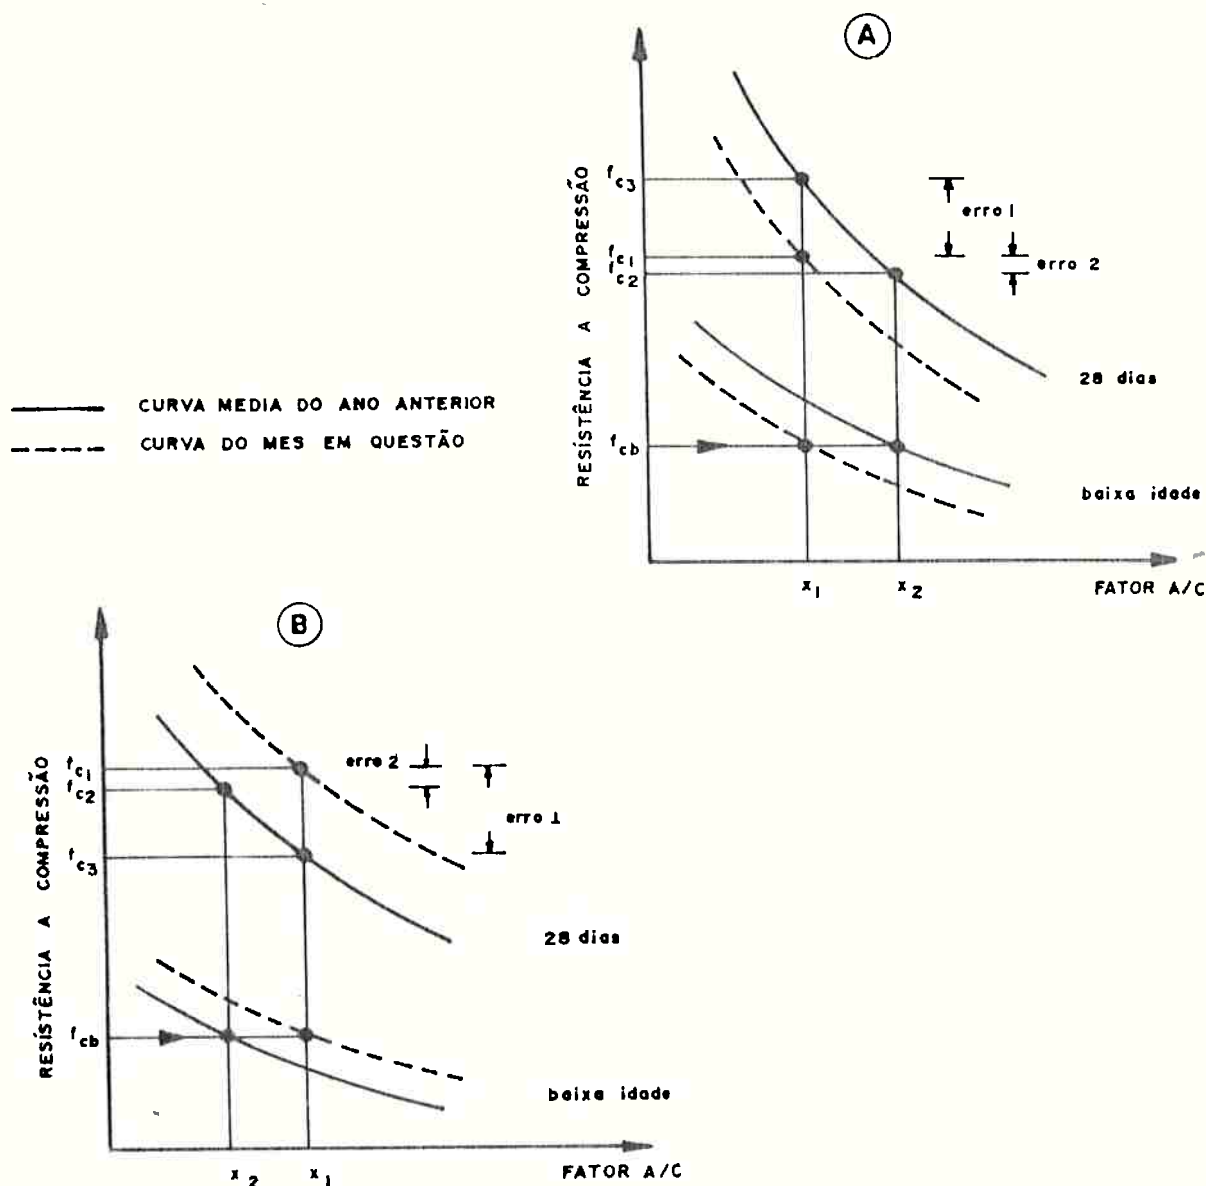 A
RESÍSTÊNCIA A COMPRESSÃO
fc3
fc1
fc2
fcb
erro 1
erro 2
28 dias
baixa idade
x1
x2
FATOR A/C
CURVA MEDIA DO ANO ANTERIOR
CURVA DO MES EM QUESTÃO
B
RESÍSTÊNCIA A COMPRESSÃO
fc1
fc2
fc3
fcb
erro 2
erro 1
28 dias
baixa idade
x2
x1
FATOR A/C